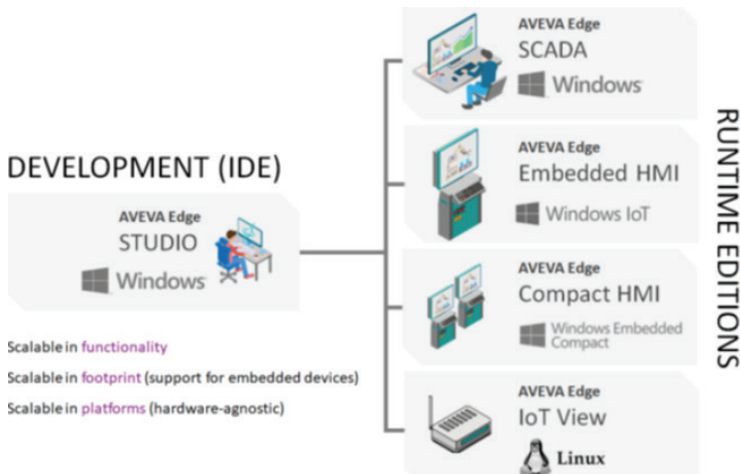 DEVELOPMENT (IDE)
AVEVA Edge
STUDIO
Windows
Scalable in functionality
Scalable in footprint (support for embedded devices)
Scalable in platforms (hardware-agnostic)
AVEVA Edge
SCADA
Windows
AVEVA Edge
Embedded HMI
Windows IoT
AVEVA Edge
Compact HMI
Windows Embedded
Compact
AVEVA Edge
IoT View
Linux
RUNTIME EDITIONS